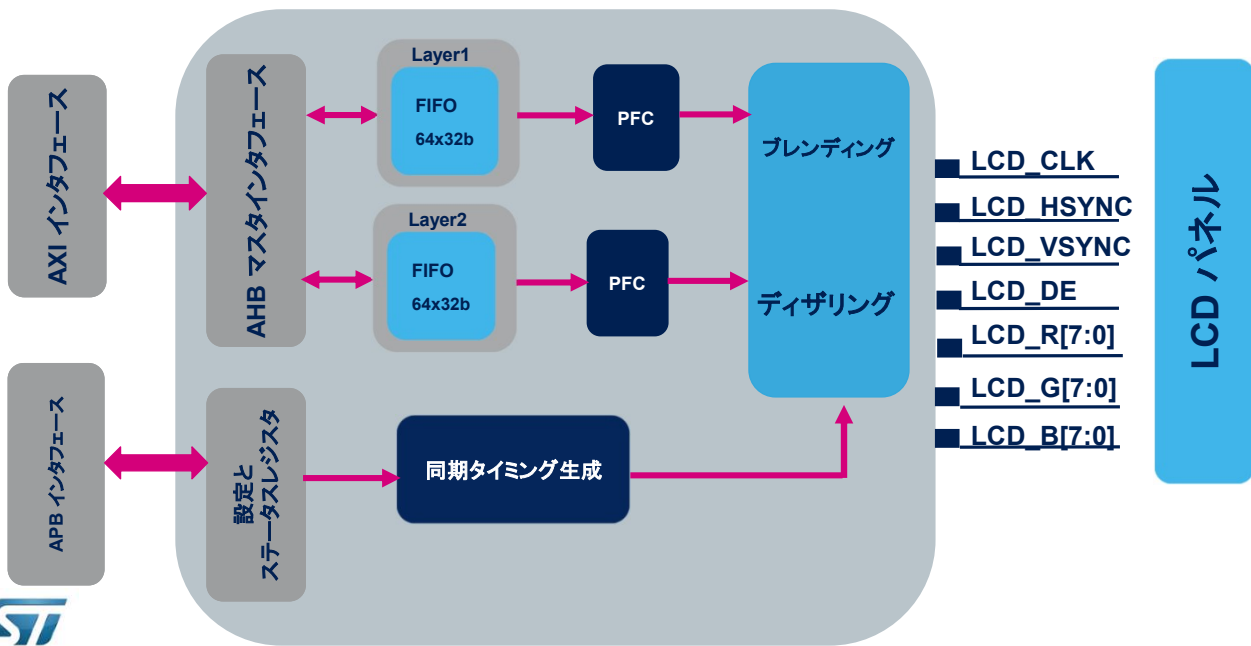 AXI インタフェース
AHB マスタインタフェース
Layer1
FIFO
64x32b
PFC
Layer2
FIFO
64x32b
PFC
ブレンディング
ディザリング
APB インタフェース
設定と
ステータスレジスタ
同期タイミング生成
LCD_CLK
LCD_HSYNC
LCD_VSYNC
LCD_DE
LCD_R[7:0]
LCD_G[7:0]
LCD_B[7:0]
LCD パネル
ST